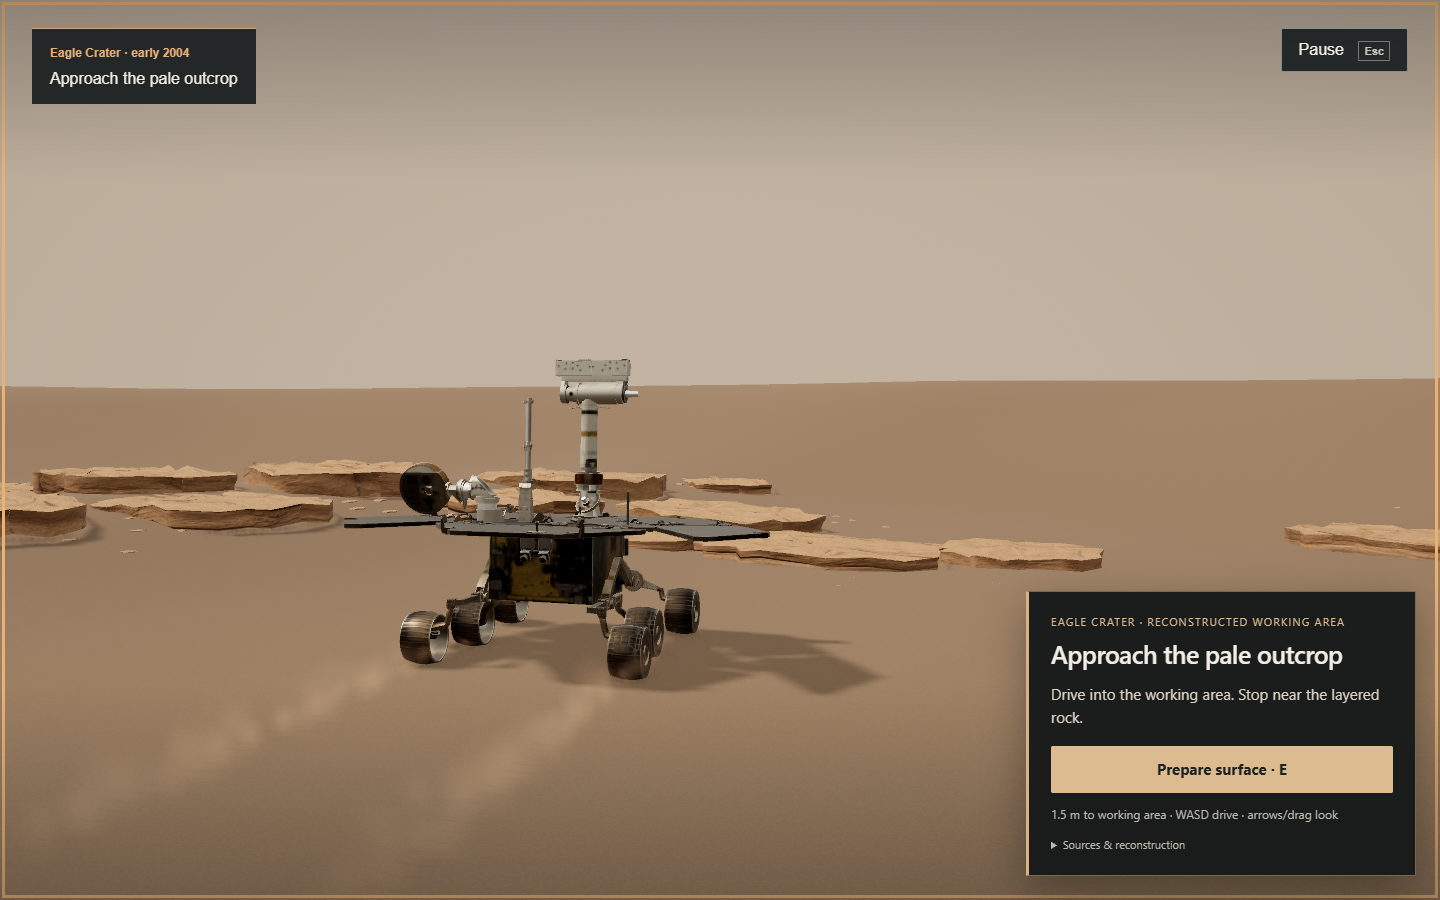 Eagle Crater · early 2004
Approach the pale outcrop
Pause Esc
EAGLE CRATER · RECONSTRUCTED WORKING AREA
Approach the pale outcrop
Drive into the working area. Stop near the layered
rock.
Prepare surface · E
1.5 m to working area · WASD drive · arrows/drag look
Sources & reconstruction